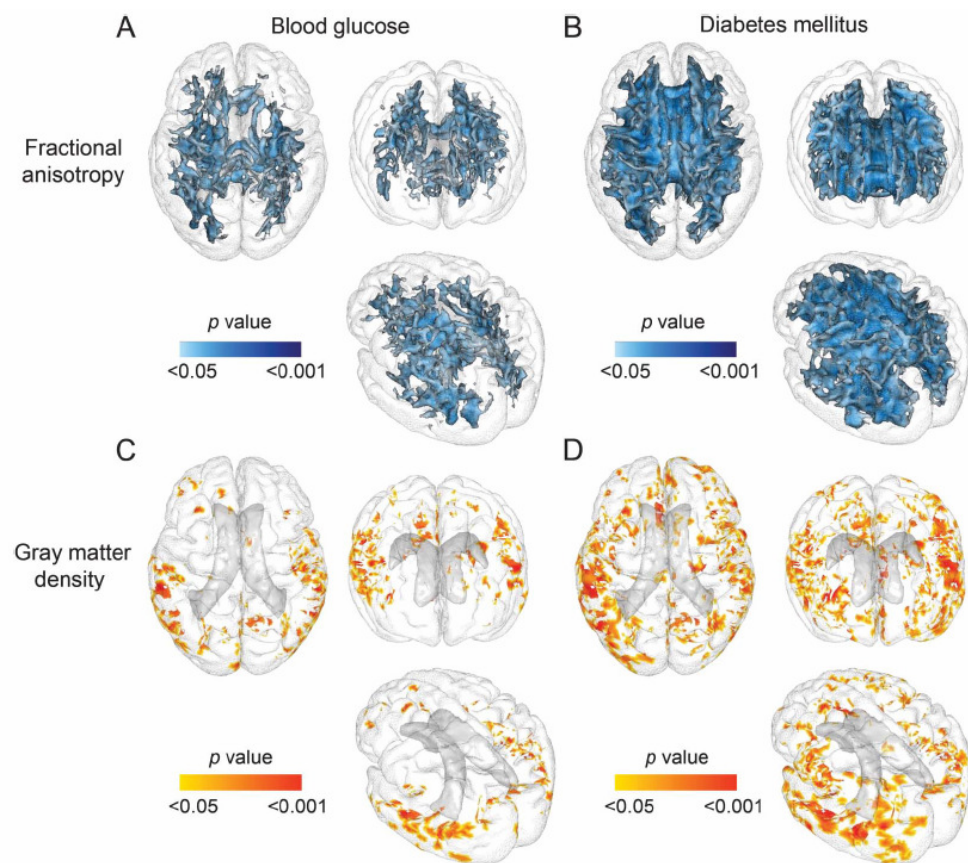 A
Blood glucose
B
Diabetes mellitus
Fractional
anisotropy
p value
<0.05
<0.001
p value
<0.05
<0.001
C
D
Gray matter
density
p value
<0.05
<0.001
p value
<0.05
<0.001